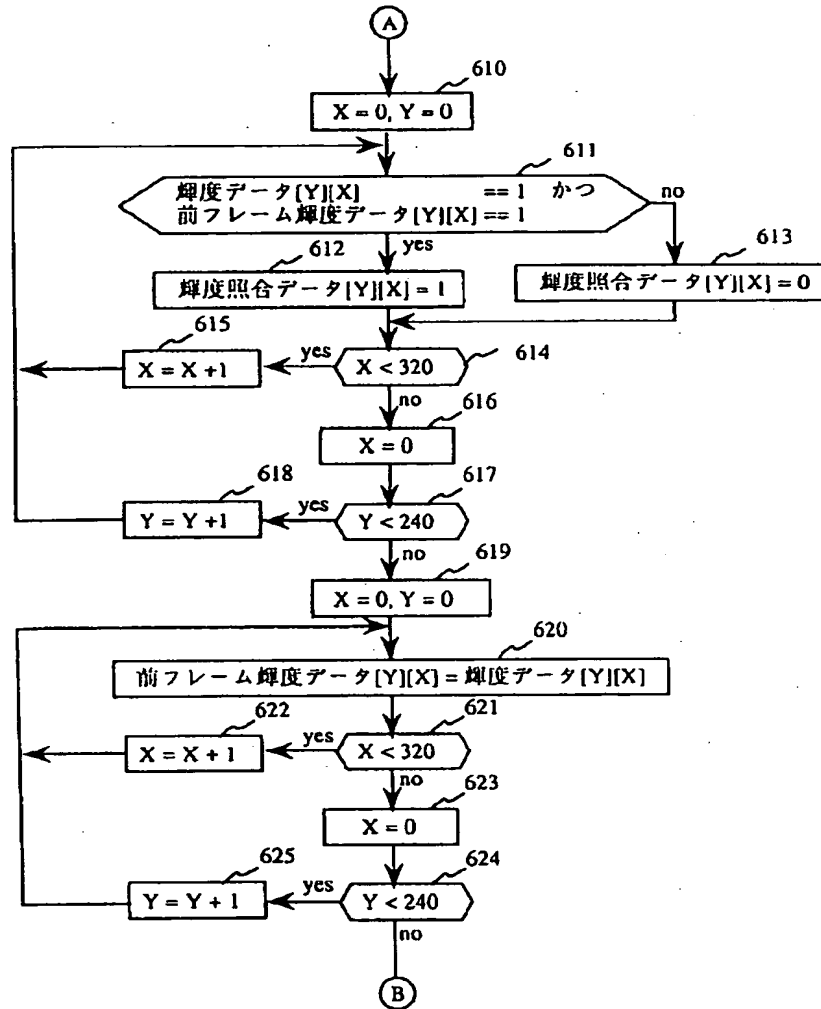 A
610
X = 0, Y = 0
611
輝度データ[Y][X] == 1 かつ
前フレーム輝度データ[Y][X] == 1
no
yes
612
613
輝度照合データ[Y][X] = 1
輝度照合データ[Y][X] = 0
615
614
X = X + 1
yes
X < 320
no
616
X = 0
618
617
Y = Y + 1
yes
Y < 240
no
619
X = 0, Y = 0
620
前フレーム輝度データ[Y][X] = 輝度データ[Y][X]
622
621
X = X + 1
yes
X < 320
no
623
X = 0
625
624
Y = Y + 1
yes
Y < 240
no
B